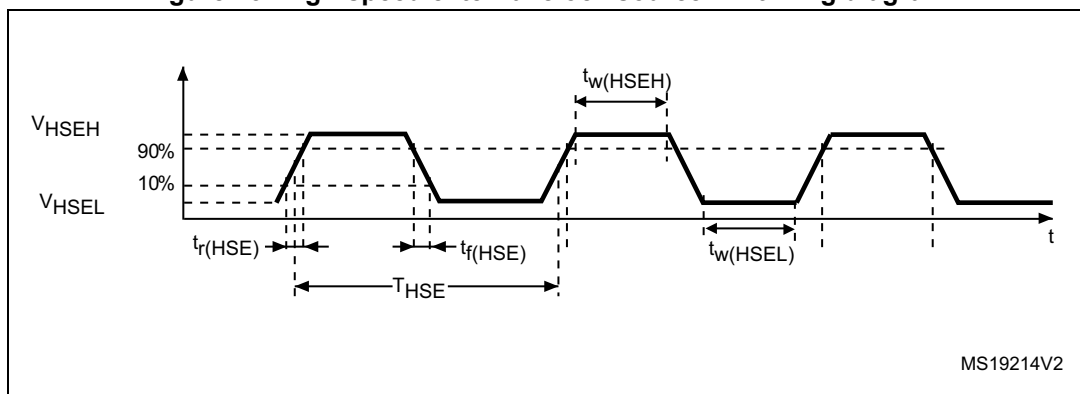 tw(HSEH)
VHSEH
90%
10%
VHSEL
tr(HSE)
tf(HSE)
tw(HSEL)
t
THSE
MS19214V2